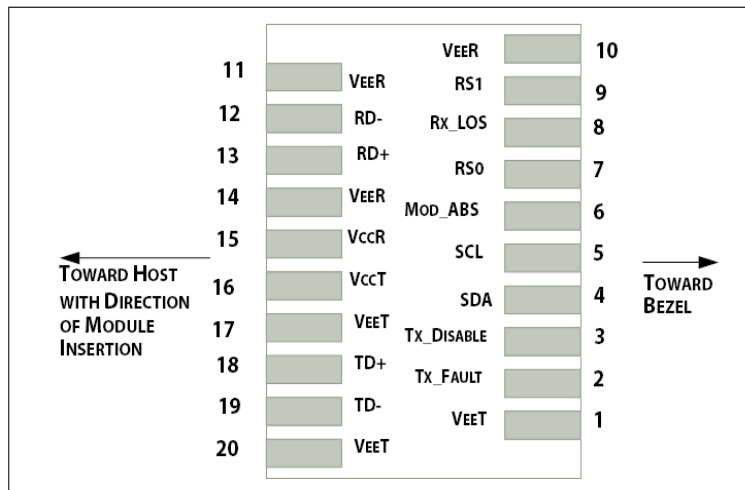 11 VEER
12 RD-
13 RD+
14 VEER
15 VCCR
16 VCCT
17 VEET
18 TD+
19 TD-
20 VEET
VEER 10
RS1 9
RX_LOS 8
RS0 7
MOD_ABS 6
SCL 5
SDA 4
TX_DISABLE 3
TX_FAULT 2
VEET 1
TOWARD HOST
WITH DIRECTION
OF MODULE
INSERTION
TOWARD
BEZEL